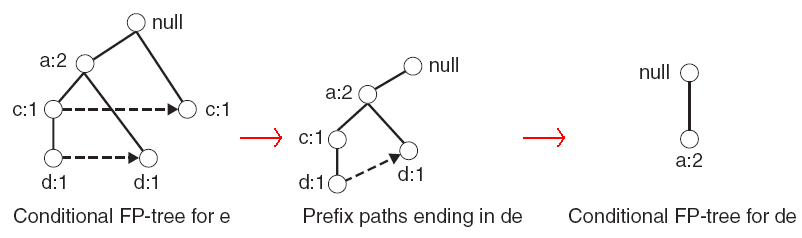 null
a:2
c:1
c:1
d:1
d:1
Conditional FP-tree for e
null
a:2
c:1
d:1
d:1
Prefix paths ending in de
null
a:2
Conditional FP-tree for de